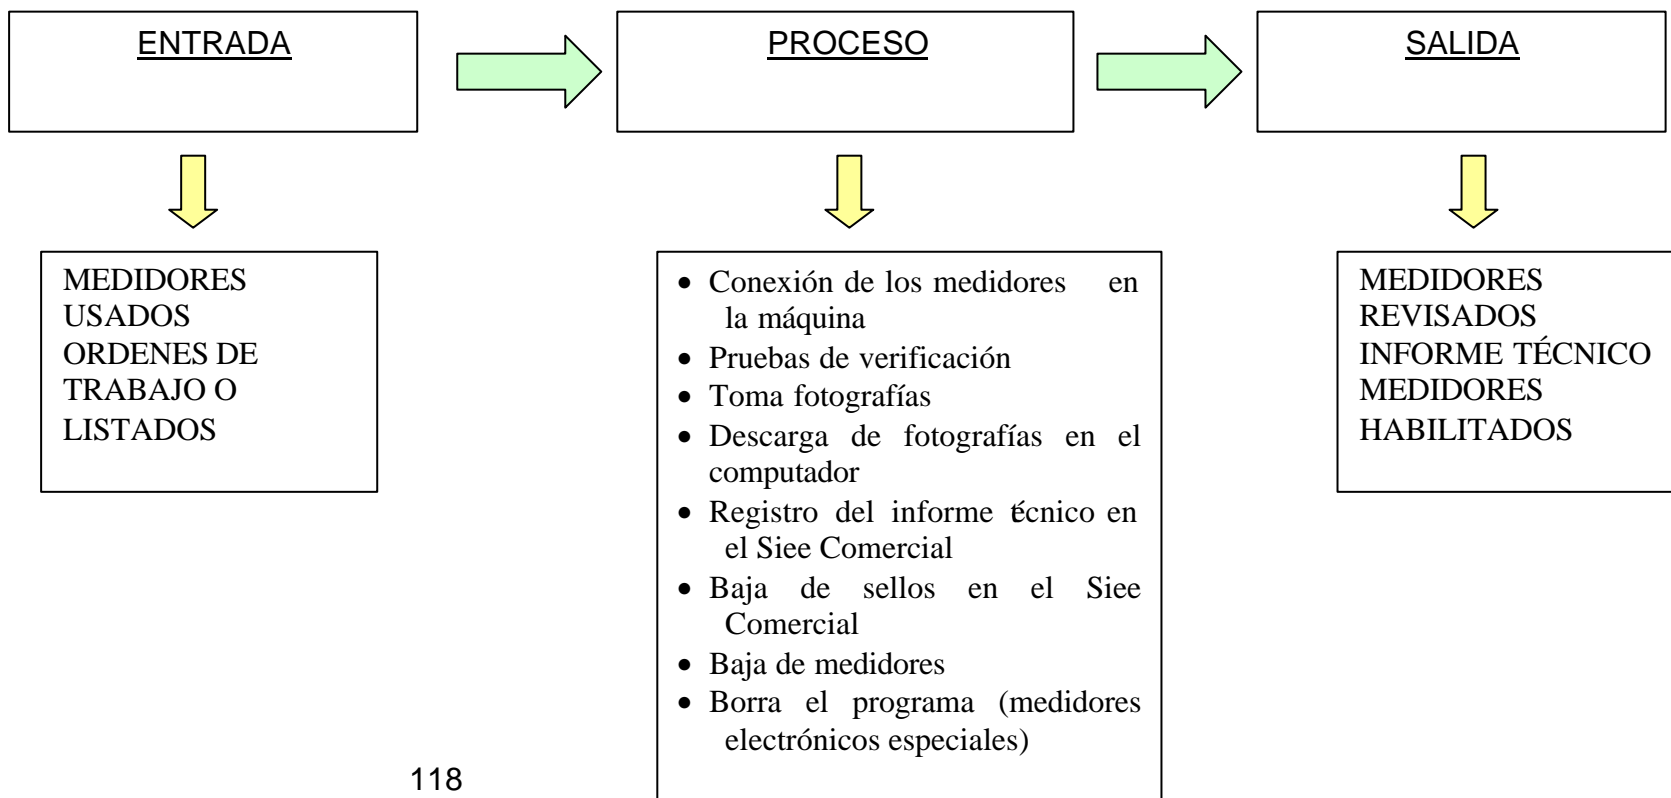 ENTRADA
PROCESO
SALIDA
MEDIDORES
USADOS
ORDENES DE
TRABAJO O
LISTADOS
• Conexión de los medidores en
la máquina
• Pruebas de verificación
• Toma fotografías
• Descarga de fotografías en el
computador
• Registro del informe técnico en
el Siee Comercial
• Baja de sellos en el Siee
Comercial
• Baja de medidores
• Borra el programa (medidores
electrónicos especiales)
MEDIDORES
REVISADOS
INFORME TÉCNICO
MEDIDORES
HABILITADOS
118